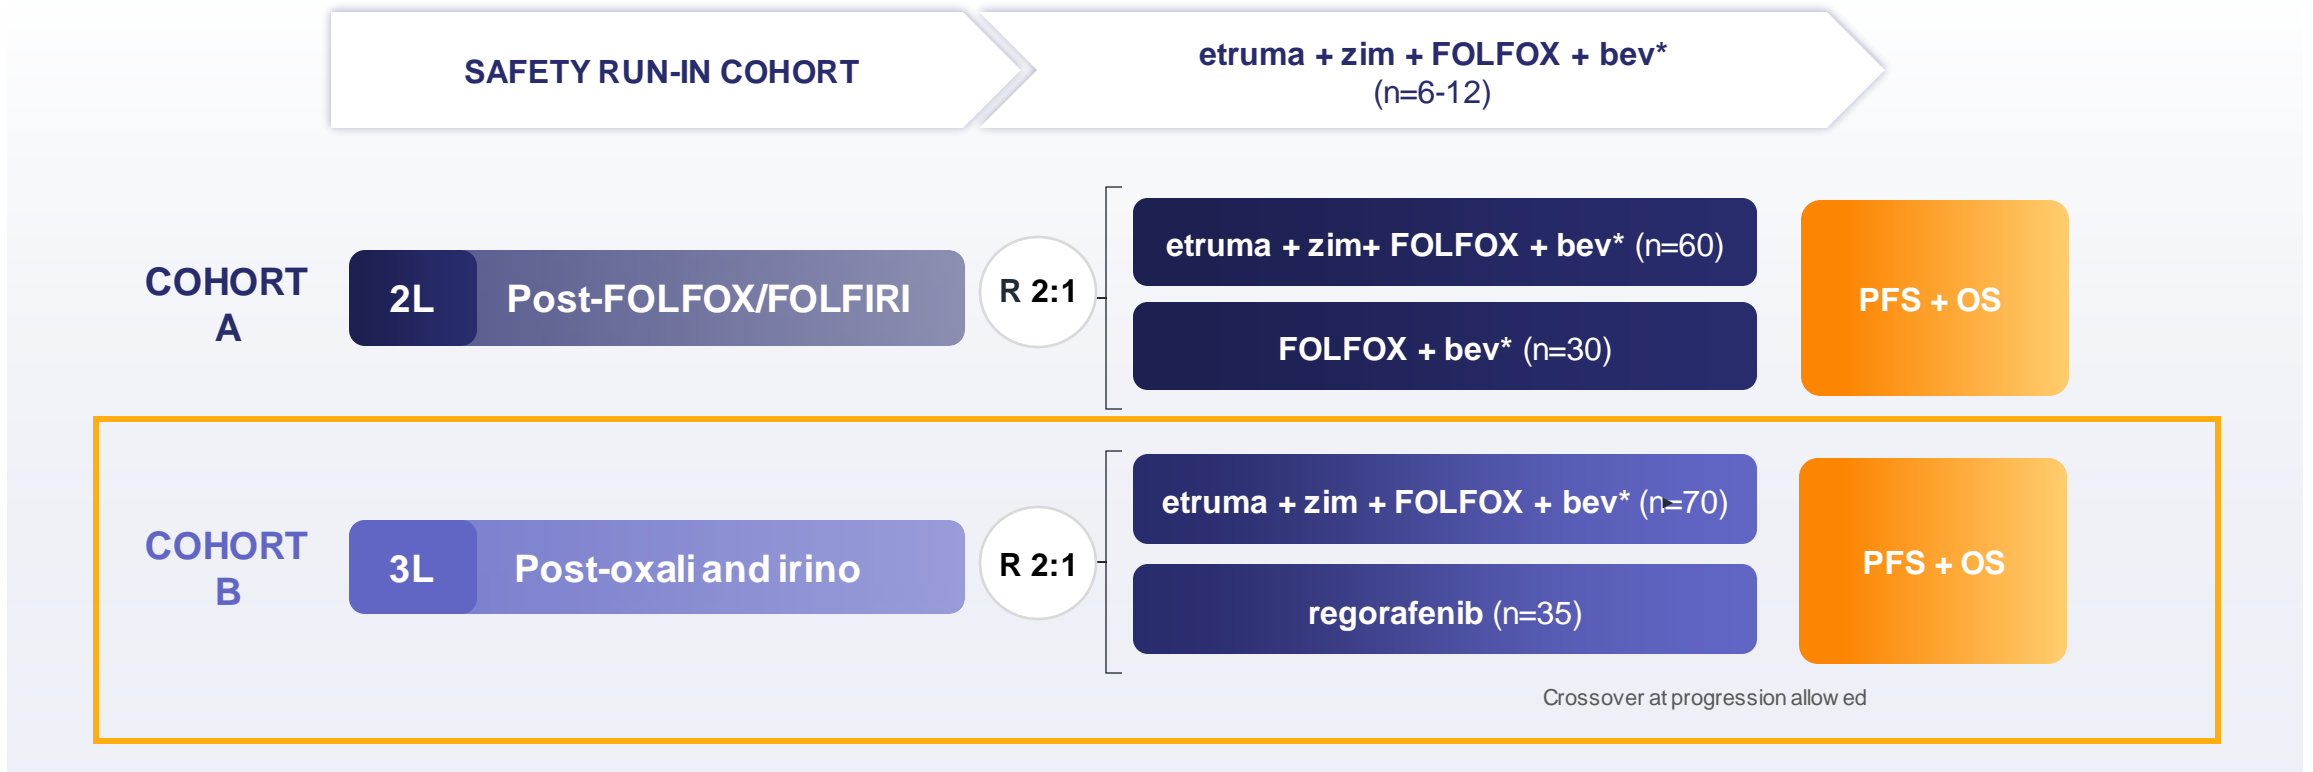 SAFETY RUN-IN COHORT
etruma + zim + FOLFOX + bev*
(n=6-12)
COHORT
A
2L
Post-FOLFOX/FOLFIRI
R 2:1
etruma + zim+ FOLFOX + bev* (n=60)
FOLFOX + bev* (n=30)
PFS + OS
COHORT
B
3L
Post-oxali and irino
R 2:1
etruma + zim + FOLFOX + bev* (n=70)
regorafenib (n=35)
PFS + OS
Crossover at progression allowed